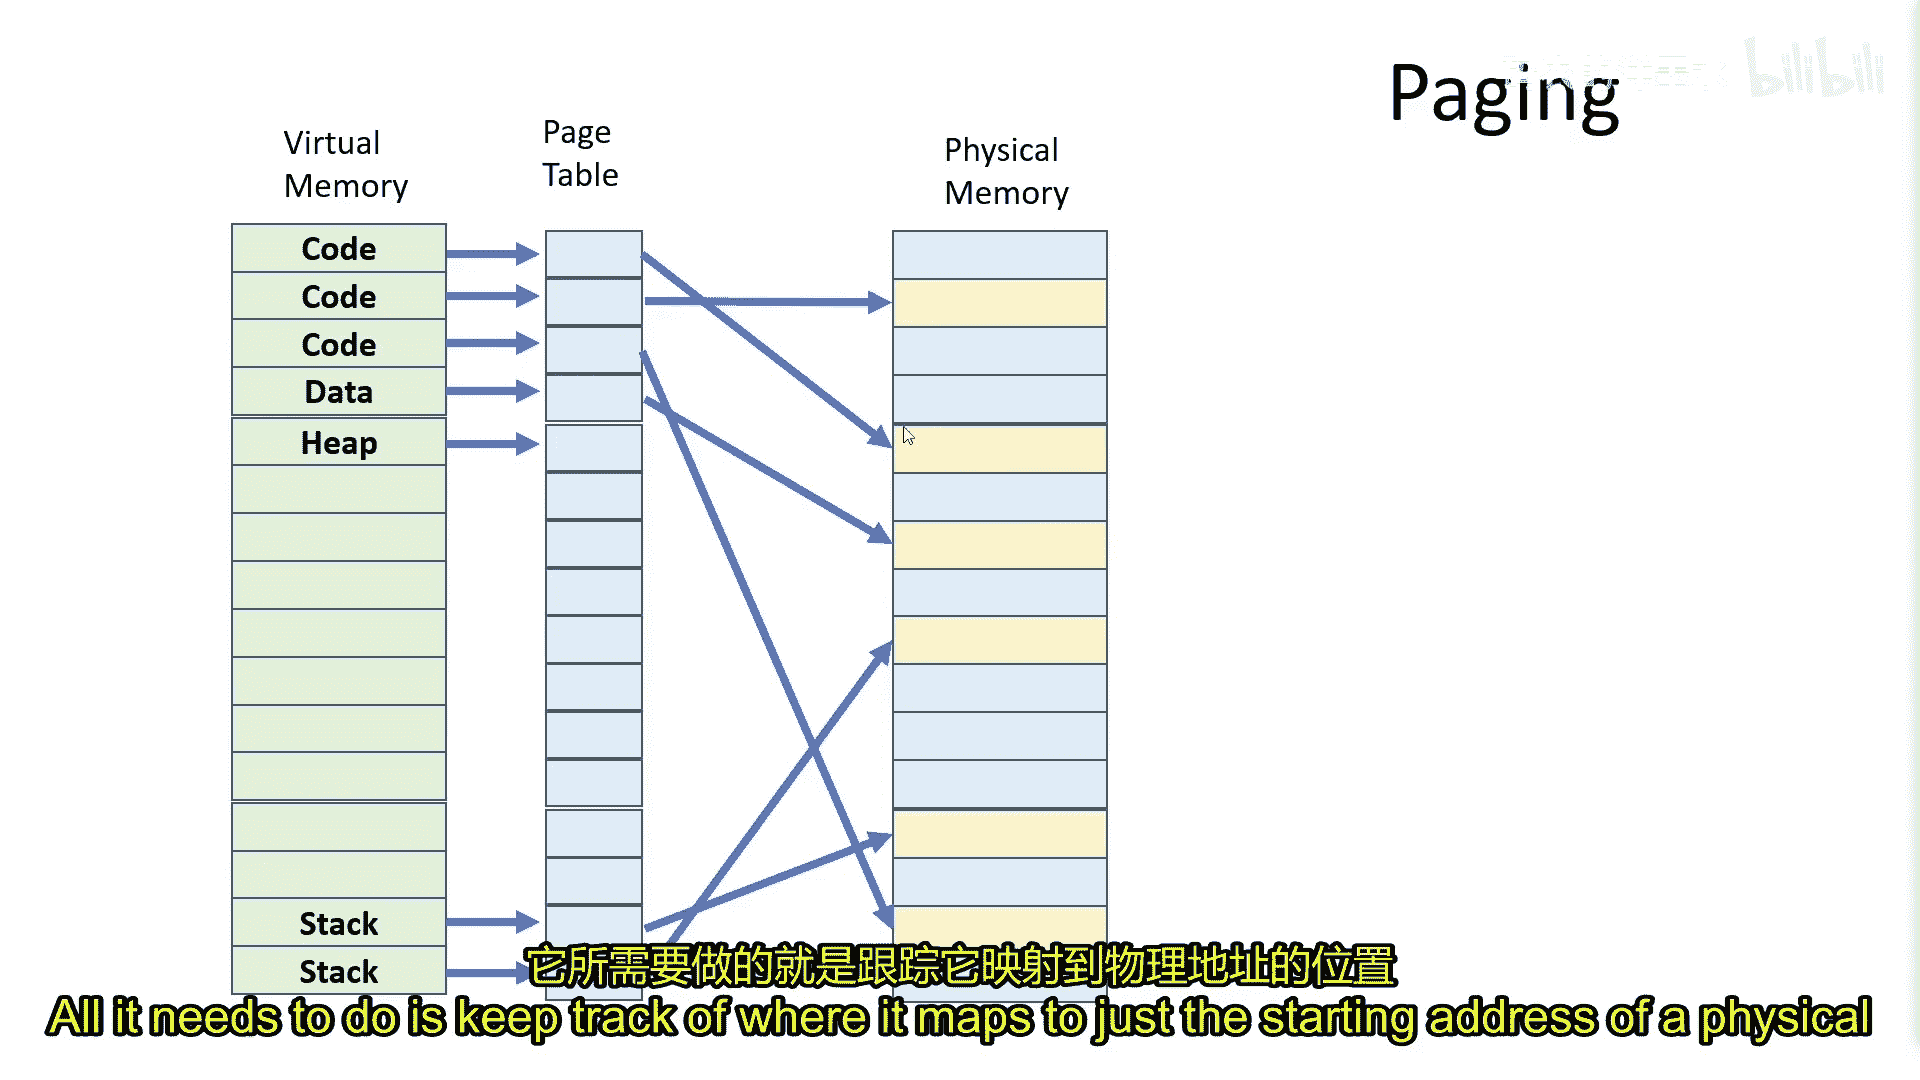 Paging
bilibili
Virtual
Memory
Page
Table
Physical
Memory
Code
Code
Code
Data
Heap
Stack
Stack
它所需要做的就是跟踪它映射到物理地址的位置
All it needs to do is keep track of where it maps to just the starting address of a physical